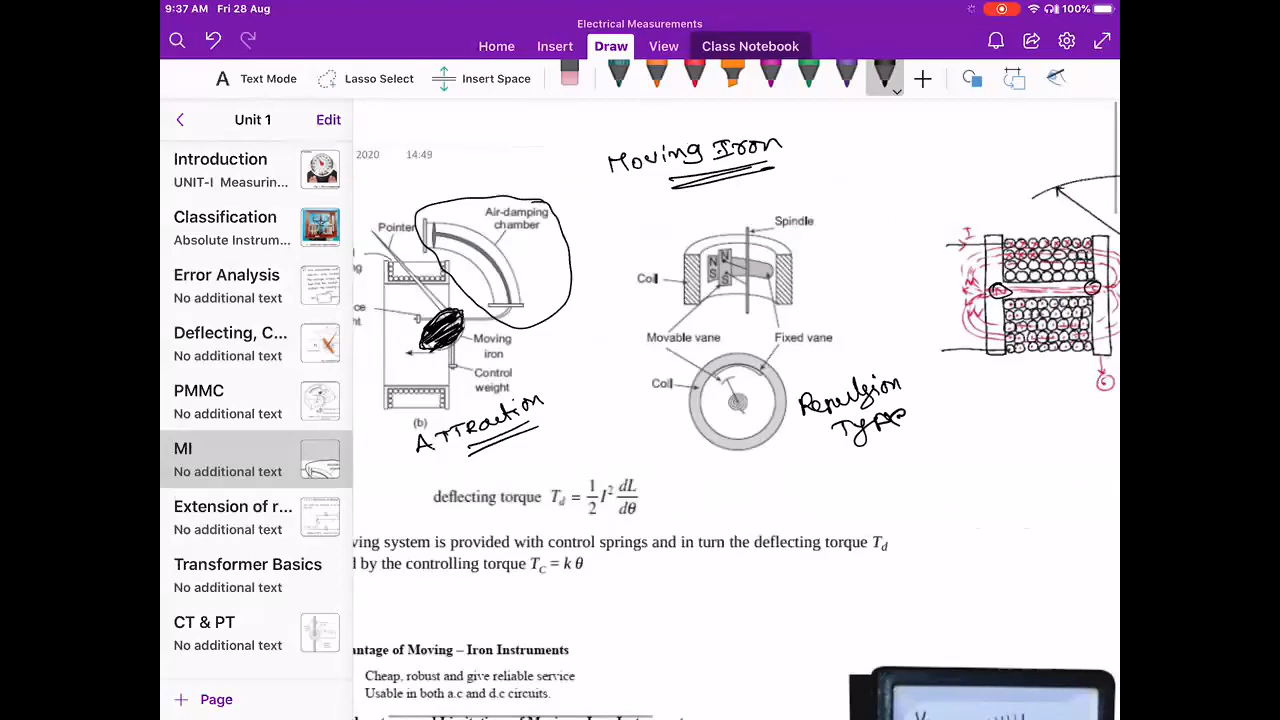 9:37 AM Fri 28 Aug
100%
Electrical Measurements
Home Insert Draw View Class Notebook
Text Mode Lasso Select Insert Space
Unit 1 Edit
Introduction
UNIT-I Measurin...
Classification
Absolute Instrum...
Error Analysis
No additional text
Deflecting, C...
No additional text
PMMC
No additional text
MI
No additional text
Extension of r...
No additional text
Transformer Basics
No additional text
CT & PT
No additional text
Page
2020 14:49
Moving Iron
Air-damping
chamber
Pointer
Moving
iron
Control
weight
(b)
ATTRaction
Spindle
Coil
N N
S S
Movable vane Fixed vane
Coil
Repulsion
Type
I
deflecting torque T_d = 1/2 I² dL/dθ
ving system is provided with control springs and in turn the deflecting torque T_d
d by the controlling torque T_C = k θ
antage of Moving – Iron Instruments
Cheap, robust and give reliable service
Usable in both a.c and d.c circuits.